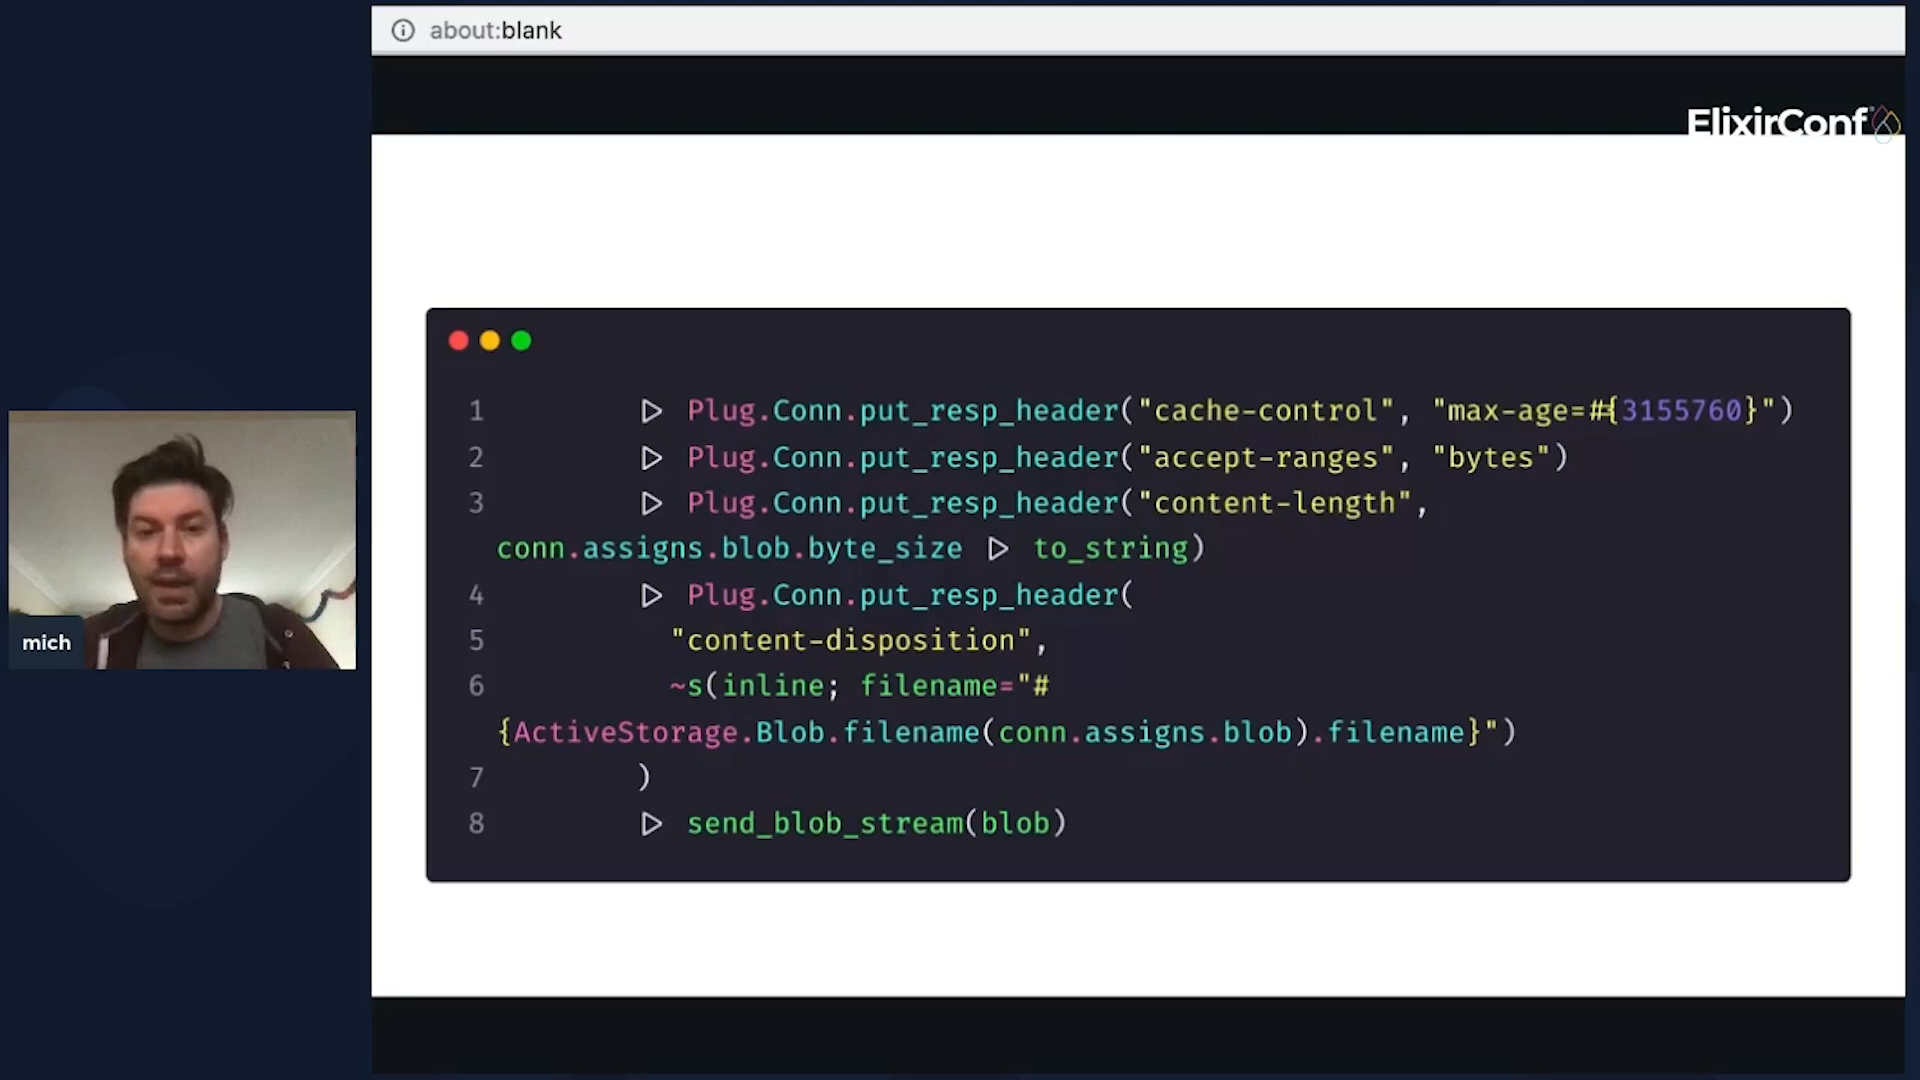 about:blank
ElixirConf
mich
1 |> Plug.Conn.put_resp_header("cache-control", "max-age=#{3155760}")
2 |> Plug.Conn.put_resp_header("accept-ranges", "bytes")
3 |> Plug.Conn.put_resp_header("content-length",
conn.assigns.blob.byte_size |> to_string)
4 |> Plug.Conn.put_resp_header(
5 "content-disposition",
6 ~s(inline; filename="#
{ActiveStorage.Blob.filename(conn.assigns.blob).filename}")
7 )
8 |> send_blob_stream(blob)